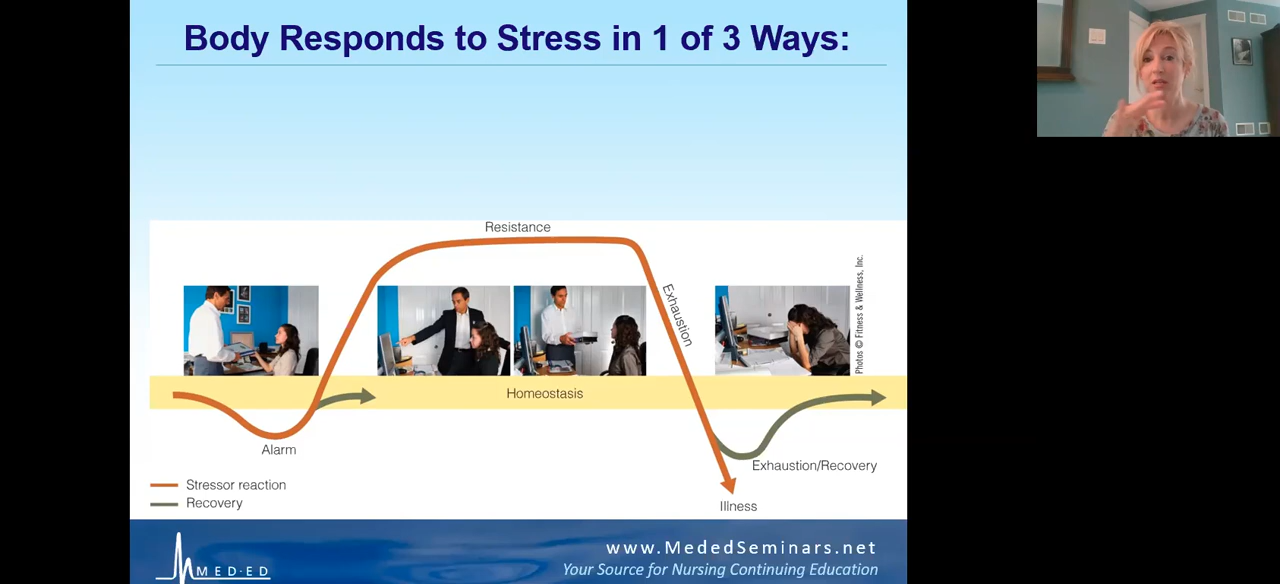 Body Responds to Stress in 1 of 3 Ways:
Resistance
Exhaustion
Photos © Fitness & Wellness, Inc.
Homeostasis
Alarm
Exhaustion/Recovery
Stressor reaction
Recovery
Illness
MED·ED
www.MededSeminars.net
Your Source for Nursing Continuing Education